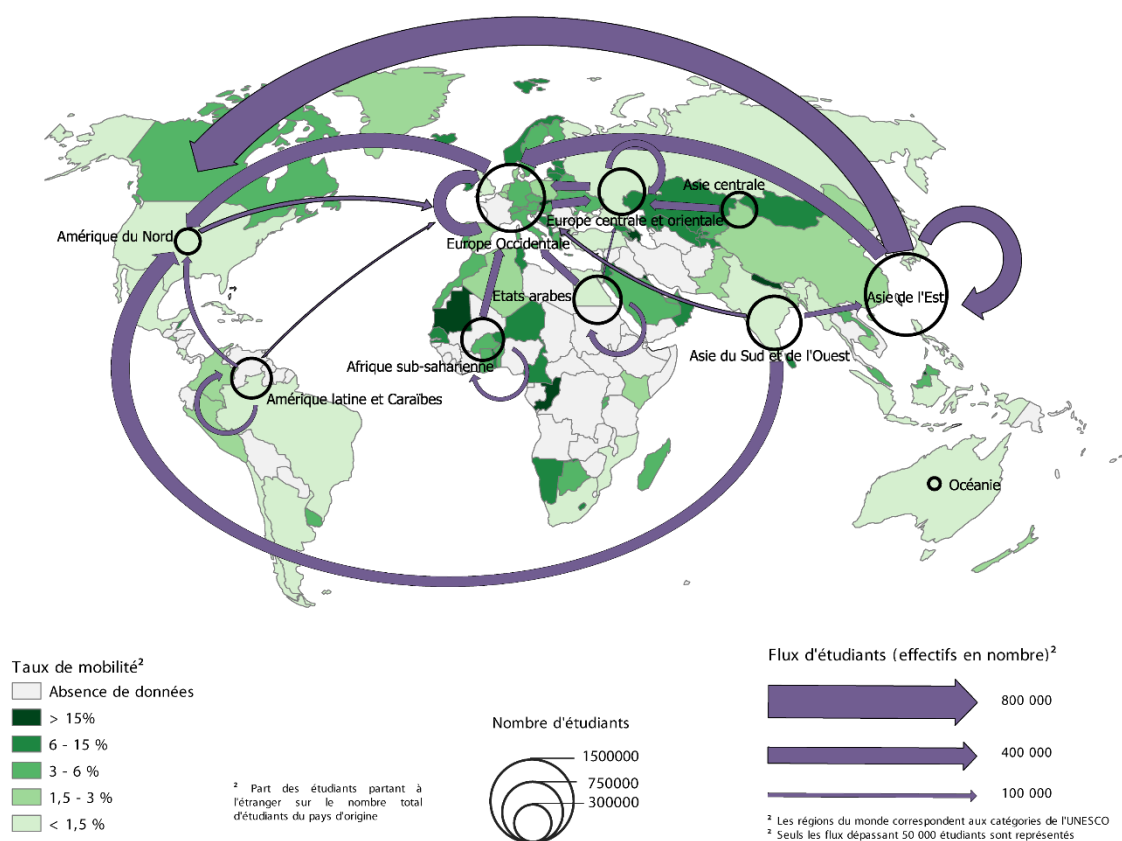 Asie centrale
Amérique du Nord
Europe centrale et orientale
Europe Occidentale
Etats arabes
Asie de l'Est
Asie du Sud et de l'Ouest
Afrique sub-saharienne
Amérique latine et Caraïbes
Océanie
Taux de mobilité²
Absence de données
> 15%
6 - 15 %
3 - 6 %
1,5 - 3 %
< 1,5 %
² Part des étudiants partant à
l'étranger sur le nombre total
d'étudiants du pays d'origine
Nombre d'étudiants
1500000
750000
300000
Flux d'étudiants (effectifs en nombre)²
800 000
400 000
100 000
² Les régions du monde correspondent aux catégories de l'UNESCO
² Seuls les flux dépassant 50 000 étudiants sont représentés